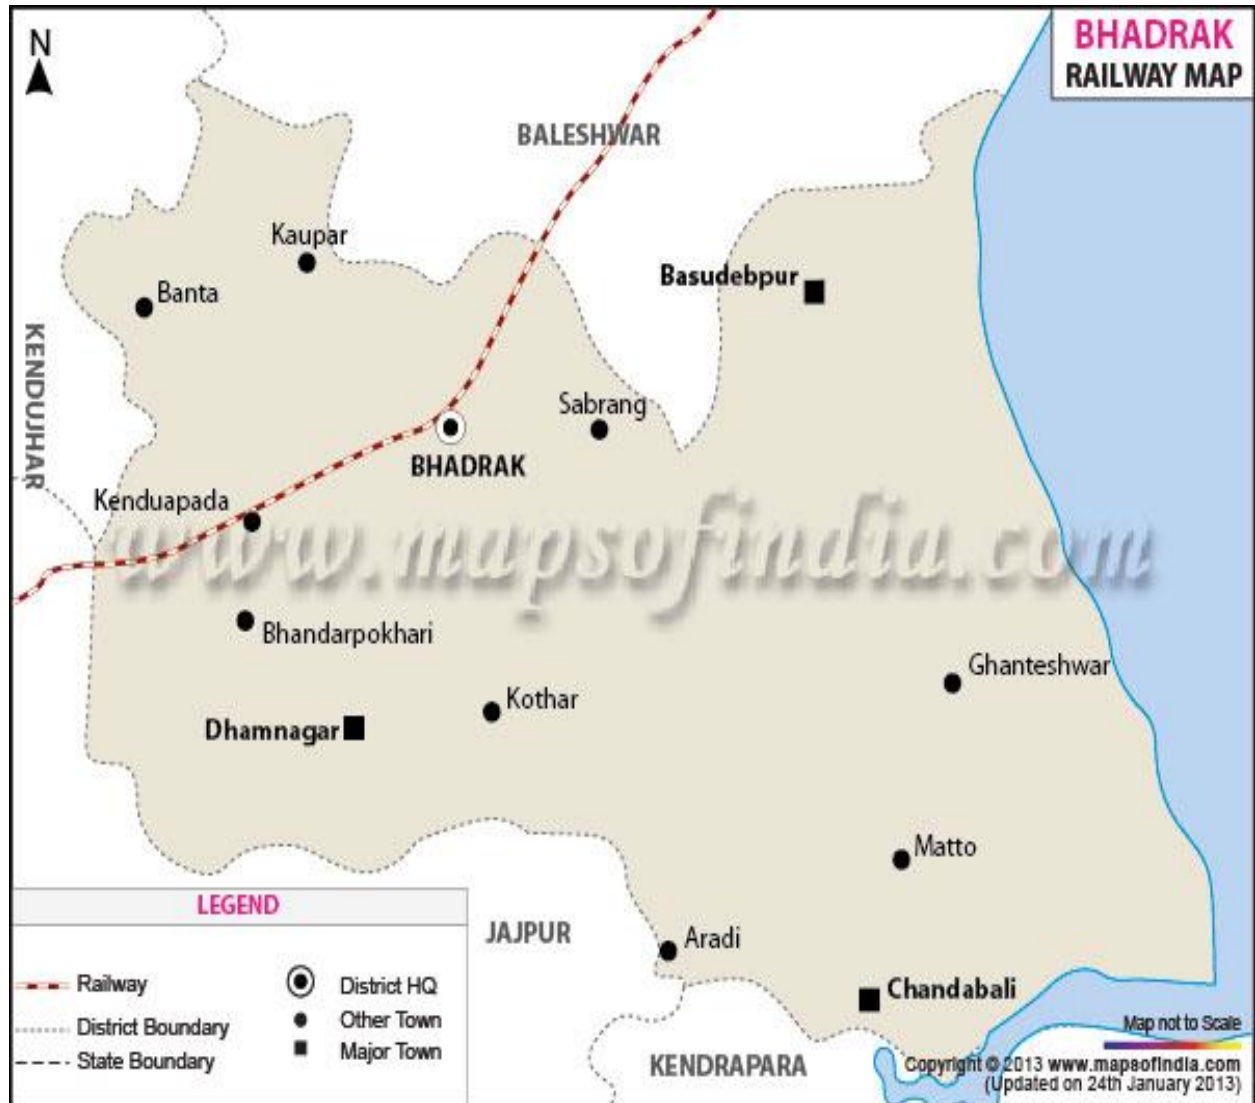 BHADRAK
RAILWAY MAP
N
BALESHWAR
Kaupar
Basudebpur
Banta
KENDUJHAR
Sabrang
BHADRAK
Kenduapada
www.mapsofindia.com
Bhandarpokhari
Ghanteshwar
Kothar
Dhamnagar
Matto
LEGEND
JAJPUR
Aradi
Railway
District HQ
Chandabali
District Boundary
Other Town
State Boundary
Major Town
KENDRAPARA
Map not to Scale
Copyright © 2013 www.mapsofindia.com
(Updated on 24th January 2013)